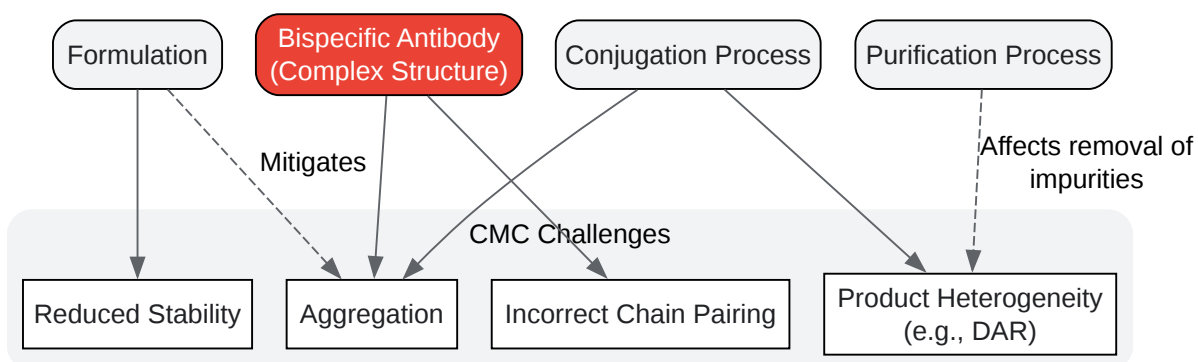 Formulation
Bispecific Antibody
(Complex Structure)
Conjugation Process
Purification Process
Mitigates
Affects removal of
impurities
CMC Challenges
Reduced Stability
Aggregation
Incorrect Chain Pairing
Product Heterogeneity
(e.g., DAR)